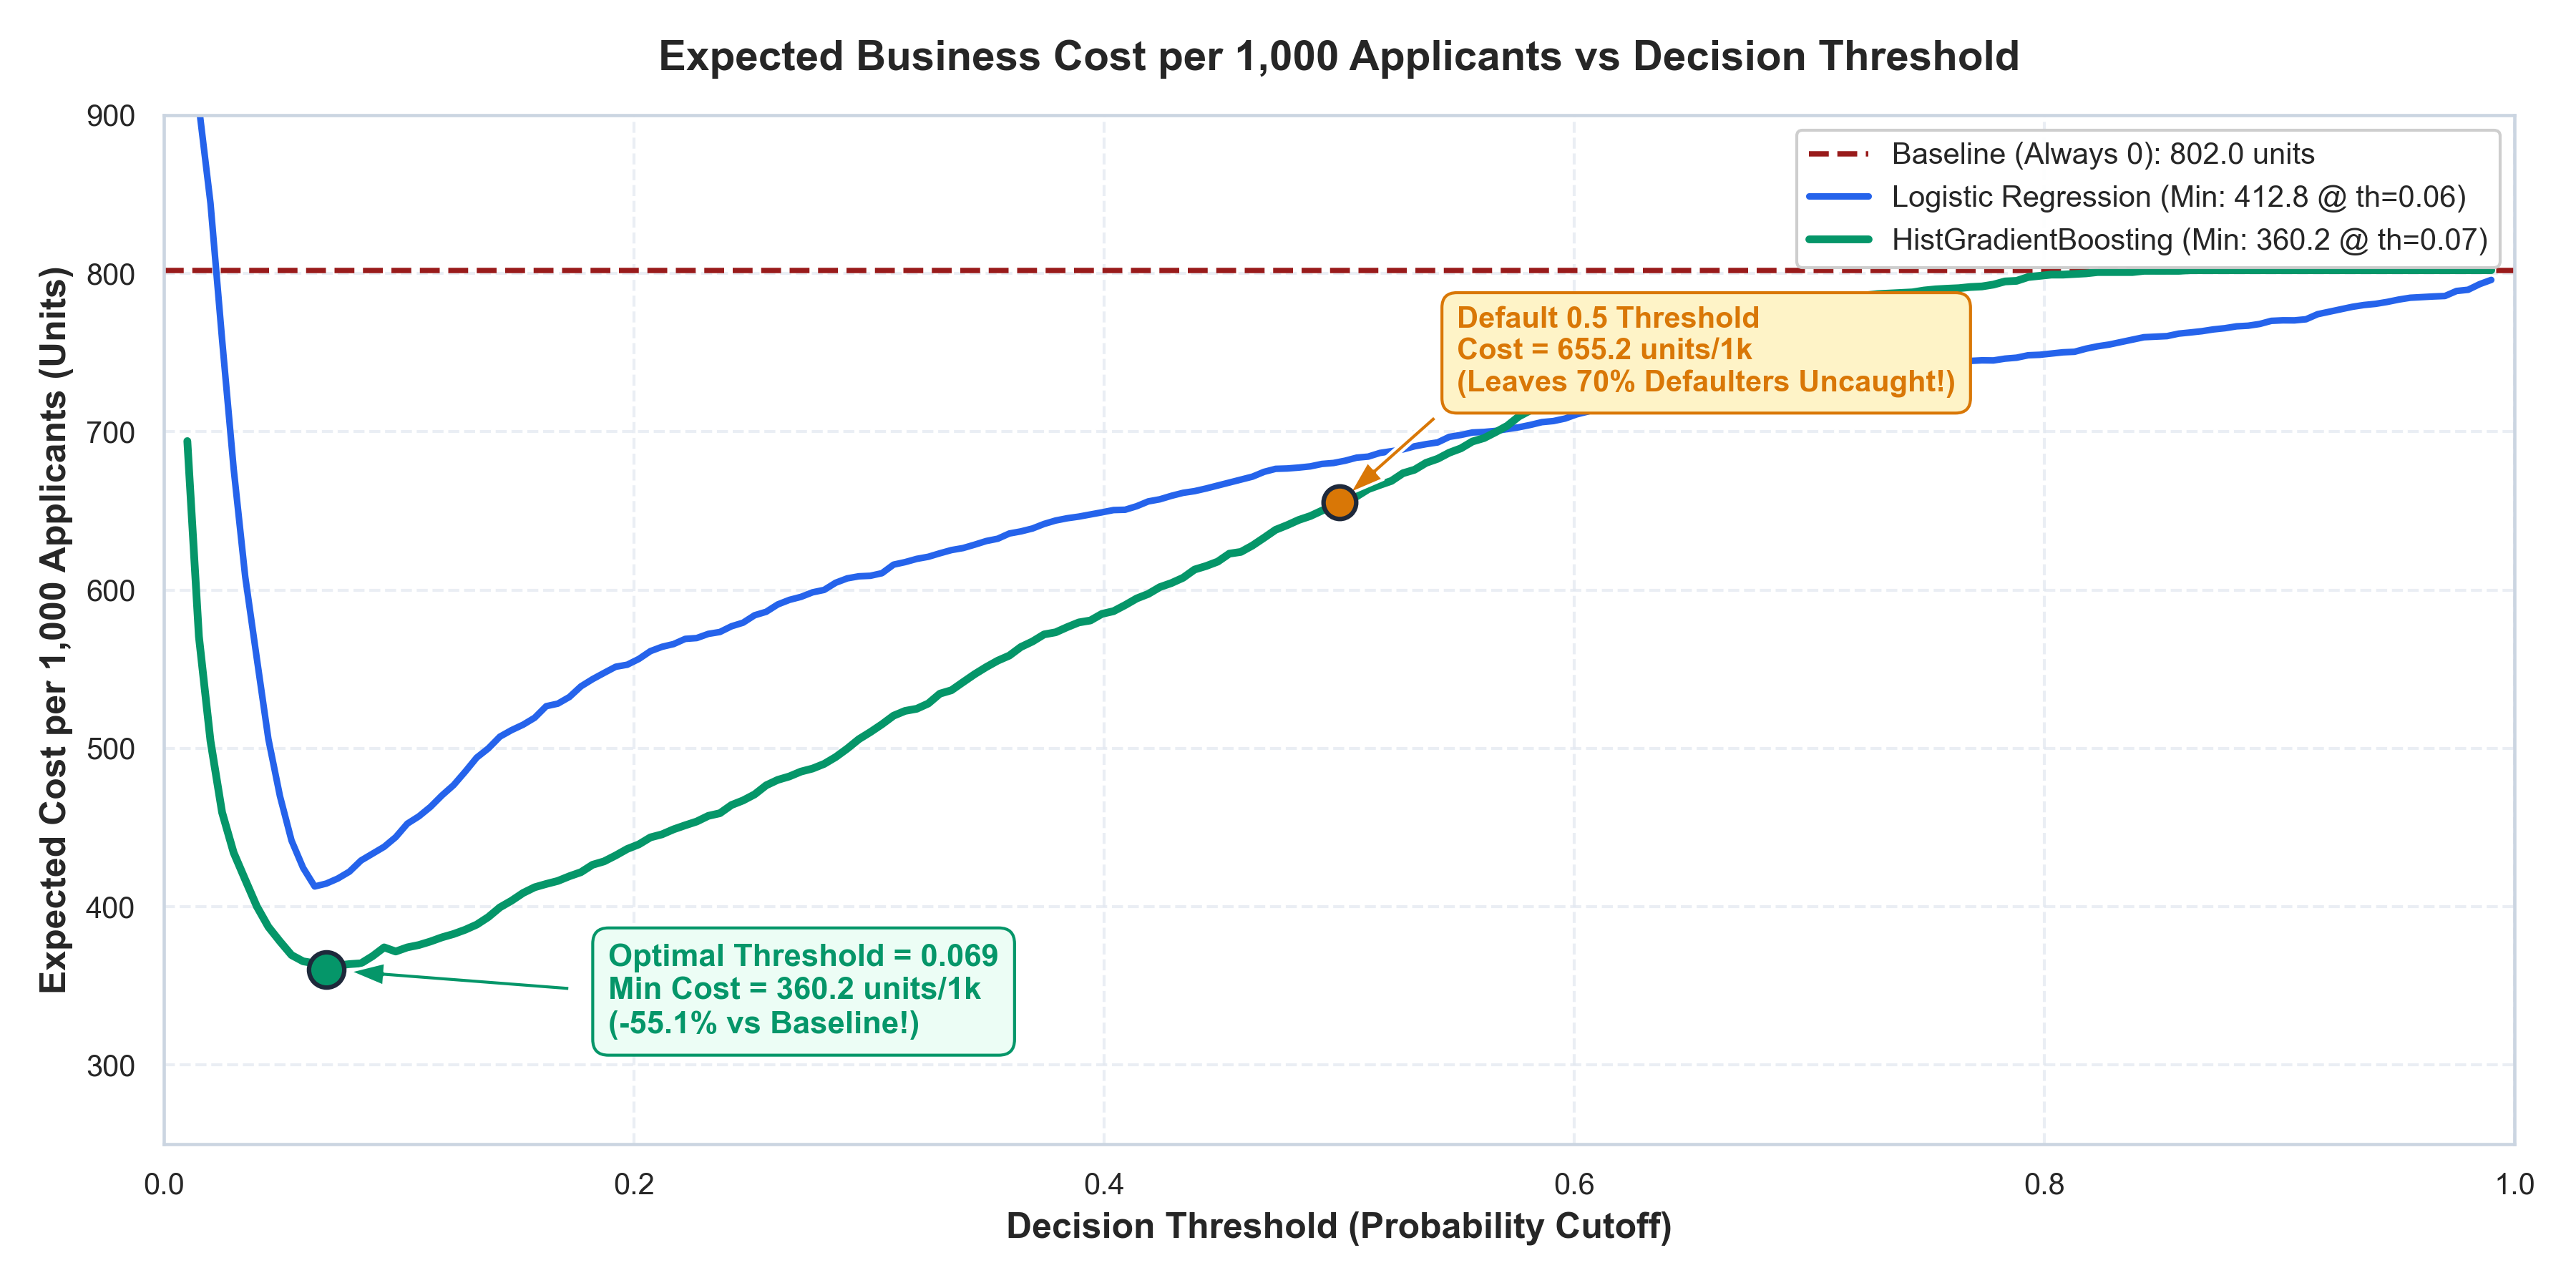 Expected Business Cost per 1,000 Applicants vs Decision Threshold
Expected Cost per 1,000 Applicants (Units)
900
800
700
600
500
400
300
Baseline (Always 0): 802.0 units
Logistic Regression (Min: 412.8 @ th=0.06)
HistGradientBoosting (Min: 360.2 @ th=0.07)
Default 0.5 Threshold
Cost = 655.2 units/1k
(Leaves 70% Defaulters Uncaught!)
Optimal Threshold = 0.069
Min Cost = 360.2 units/1k
(-55.1% vs Baseline!)
0.0 0.2 0.4 0.6 0.8 1.0
Decision Threshold (Probability Cutoff)